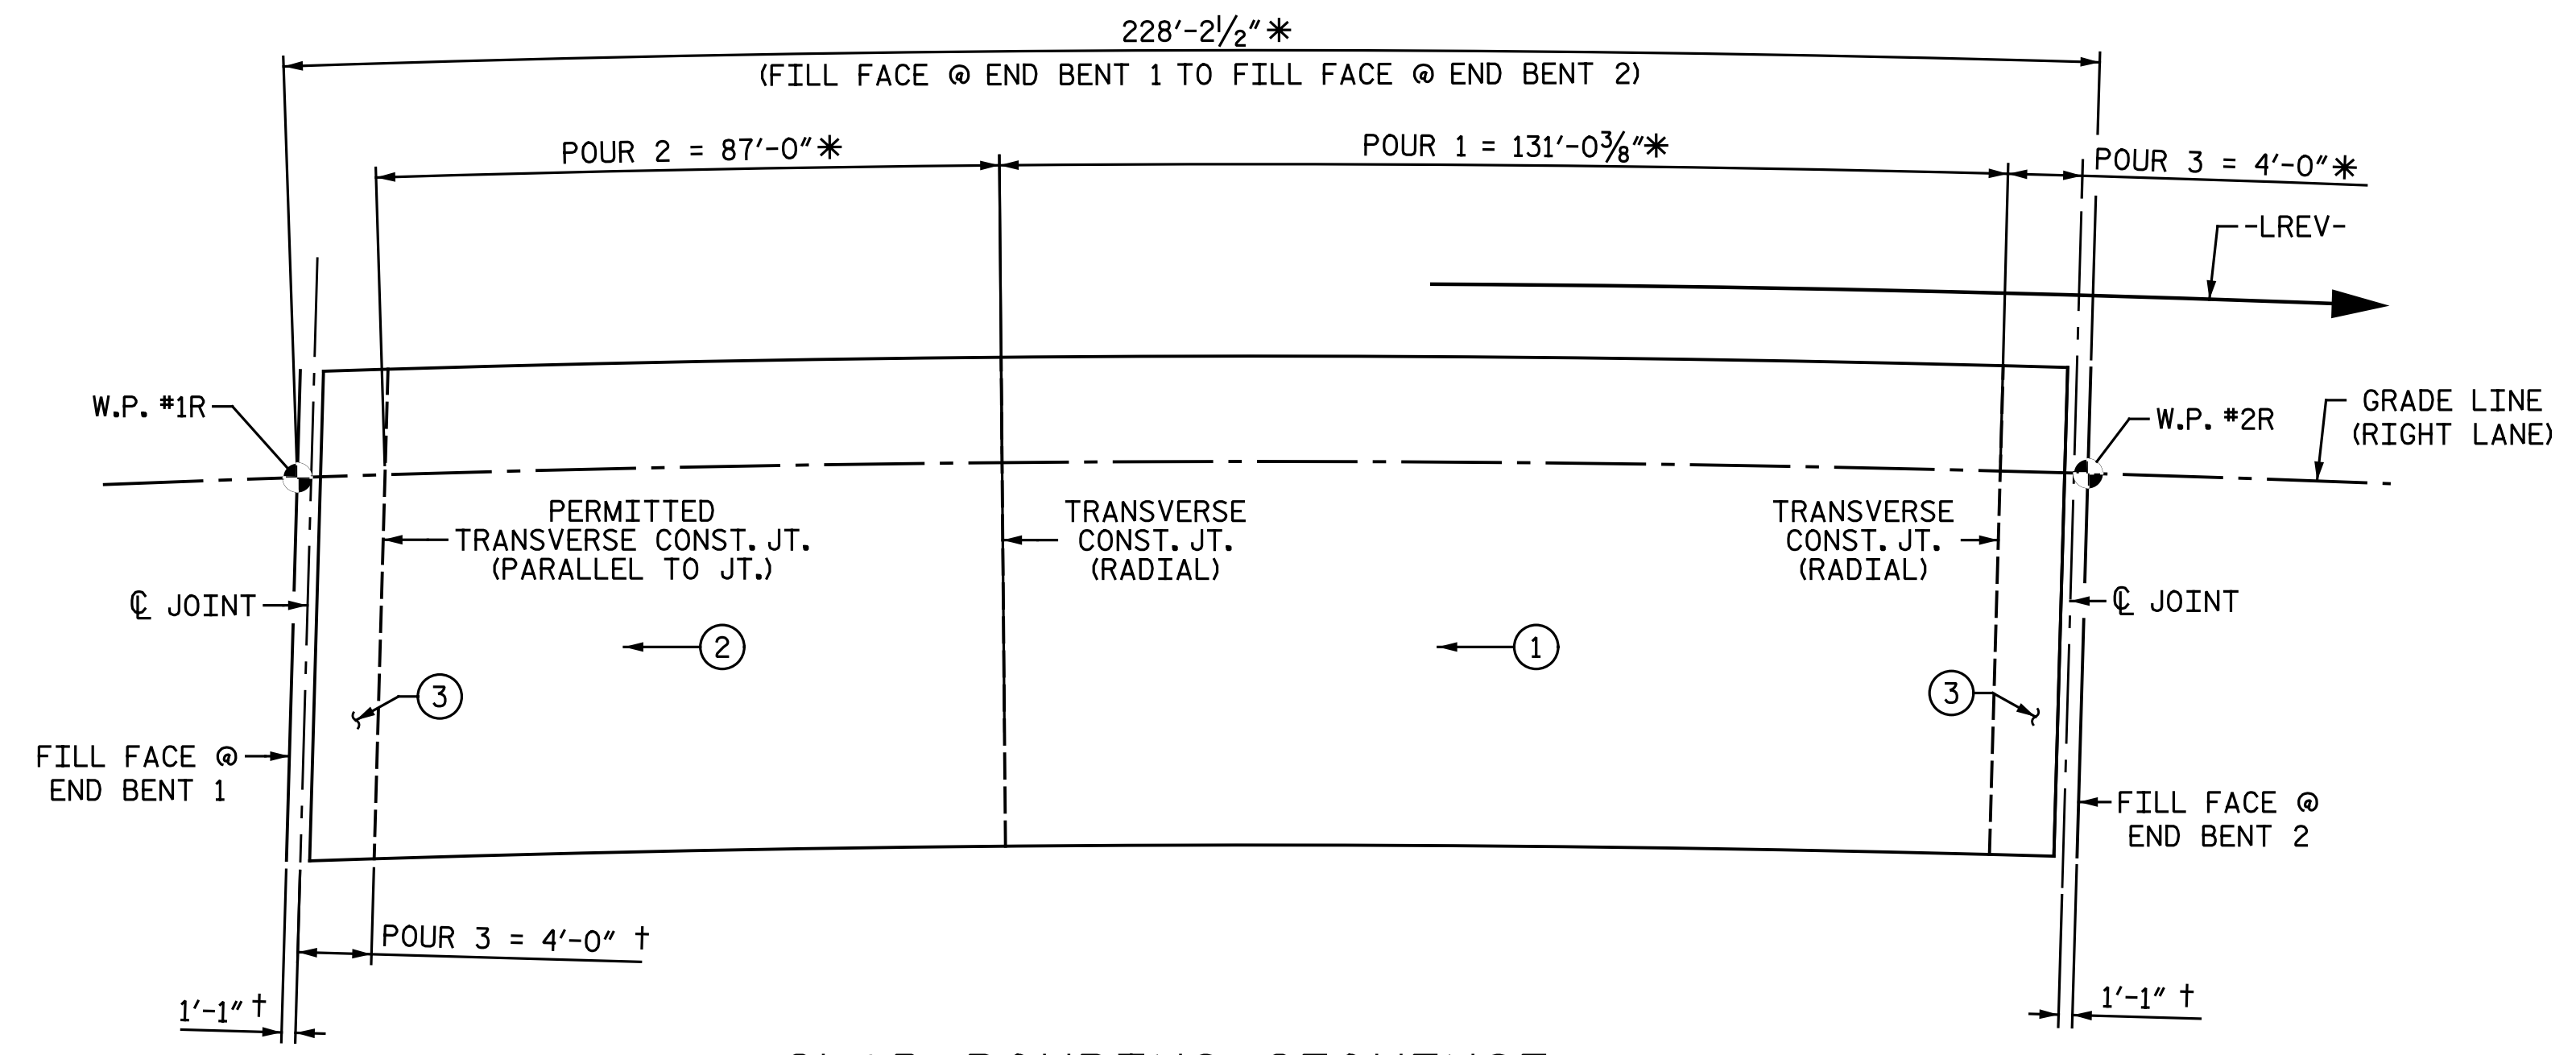 228'-2½"*
(FILL FACE @ END BENT 1 TO FILL FACE @ END BENT 2)
POUR 2 = 87'-0"*
POUR 1 = 131'-0⅜"*
POUR 3 = 4'-0"*
-LREV-
W.P. #1R
W.P. #2R
GRADE LINE
(RIGHT LANE)
PERMITTED
TRANSVERSE CONST. JT.
(PARALLEL TO JT.)
TRANSVERSE
CONST. JT.
(RADIAL)
TRANSVERSE
CONST. JT.
(RADIAL)
℄ JOINT
℄ JOINT
2
1
3
3
FILL FACE @
END BENT 1
FILL FACE @
END BENT 2
POUR 3 = 4'-0" †
1'-1" †
1'-1" †